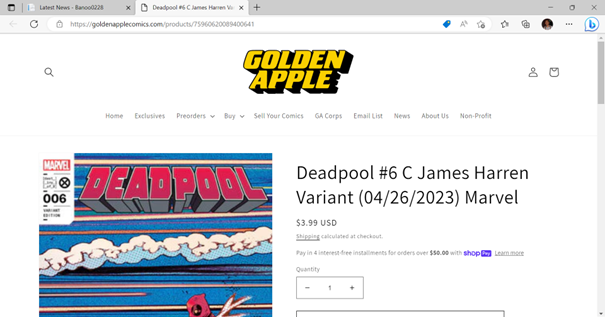 Latest News - Banoo0228
Deadpool #6 C James Harren Va
https://goldenapplecomics.com/products/75960620089400641
GOLDEN
APPLE
Home Exclusives Preorders Buy Sell Your Comics GA Corps Email List News About Us Non-Profit
MARVEL
006
VARIANT
EDITION
DEADPOOL
Deadpool #6 C James Harren
Variant (04/26/2023) Marvel
$3.99 USD
Shipping calculated at checkout.
Pay in 4 interest-free installments for orders over $50.00 with shop Pay Learn more
Quantity
− 1 +